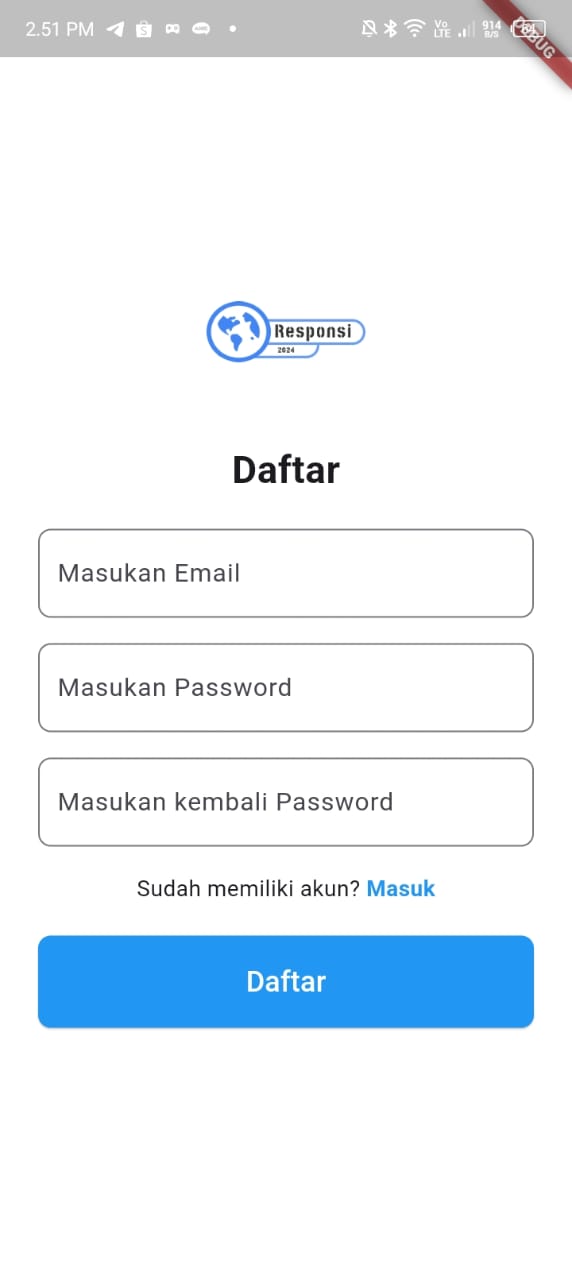 2.51 PM Vo LTE 914 B/S 84
DEBUG
Responsi
2024
Daftar
Masukan Email
Masukan Password
Masukan kembali Password
Sudah memiliki akun? Masuk
Daftar